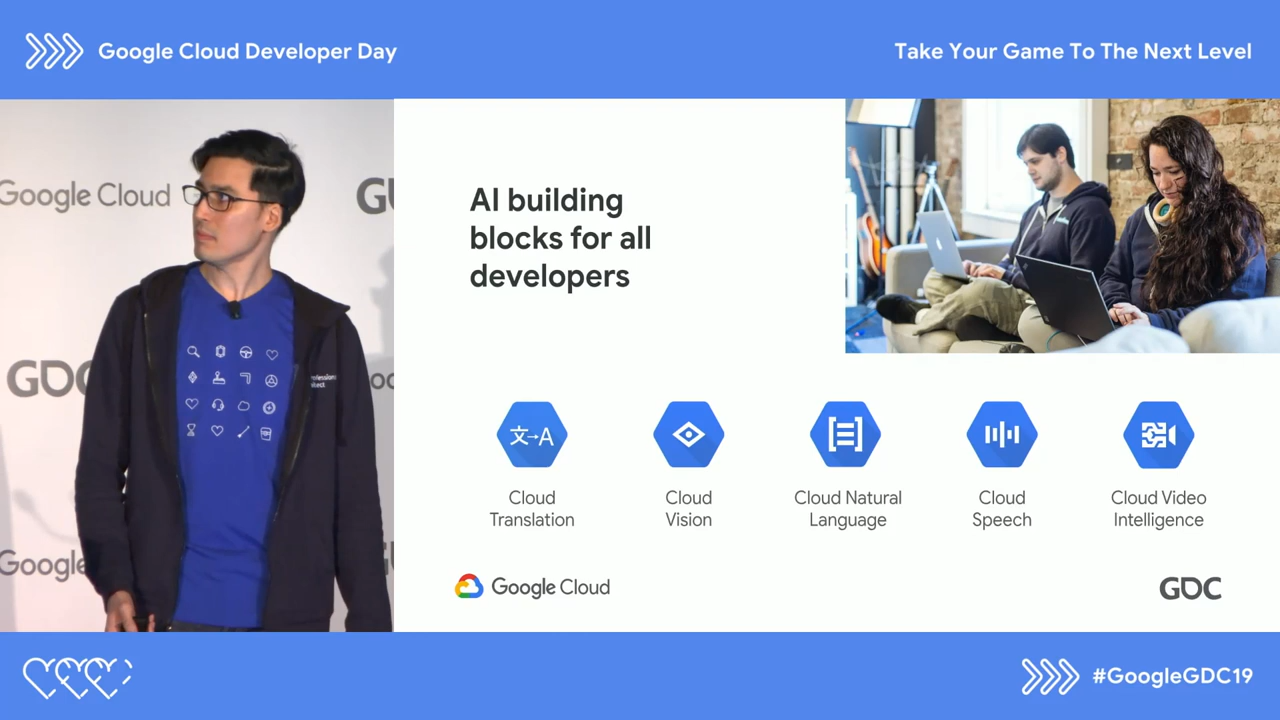 Google Cloud Developer Day
Take Your Game To The Next Level
Google Cloud
GDC
Google
AI building
blocks for all
developers
文→A
Cloud
Translation
Cloud
Vision
Cloud Natural
Language
Cloud
Speech
Cloud Video
Intelligence
Google Cloud
GDC
#GoogleGDC19